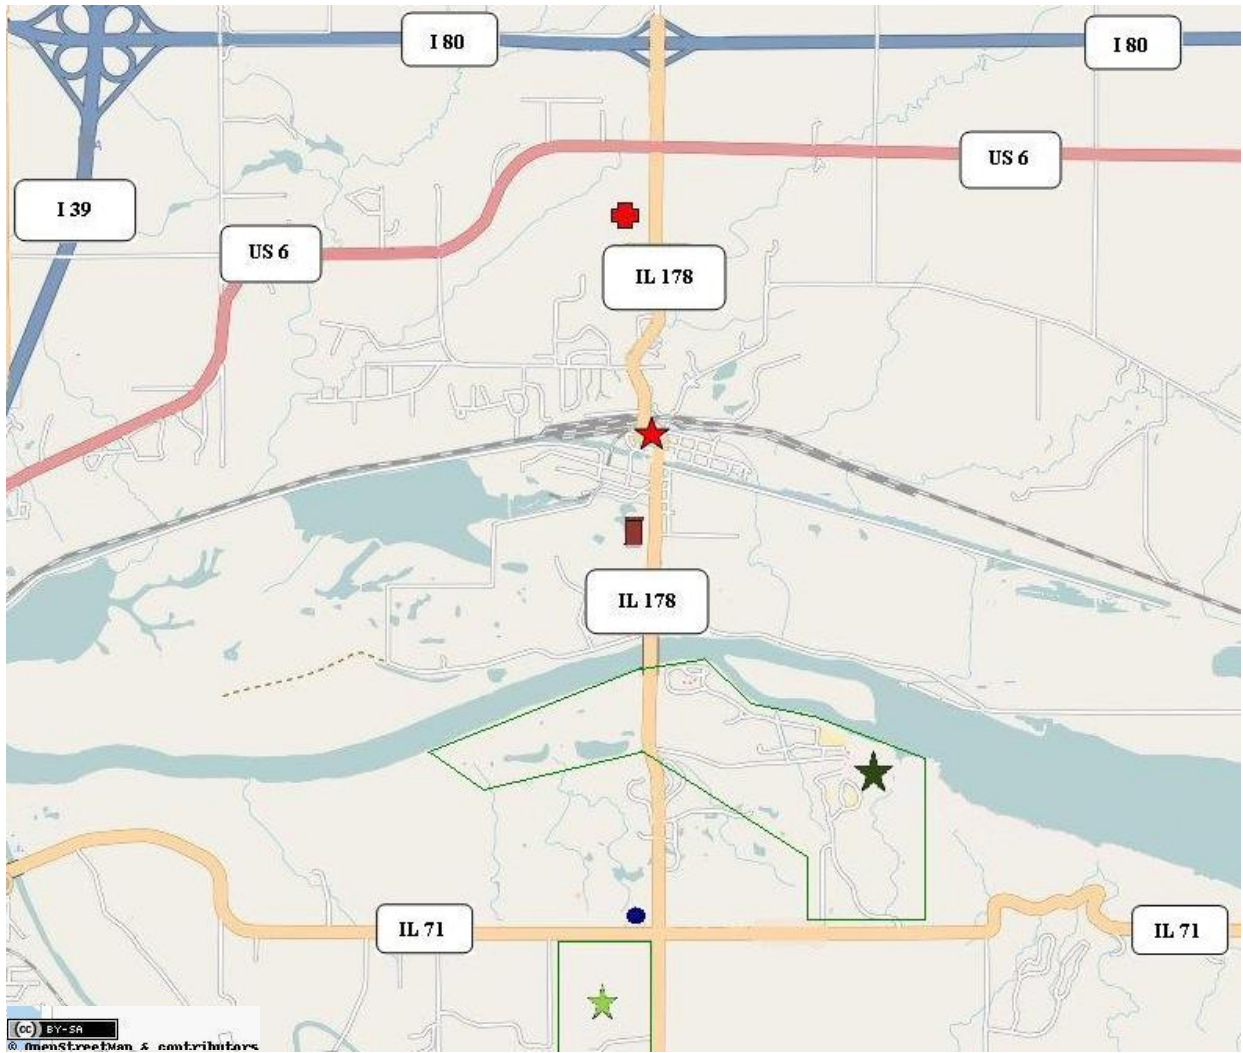 I 80
I 80
US 6
I 39
US 6
IL 178
IL 178
IL 71
IL 71
(cc) BY-SA
© OpenStreetMap & contributors